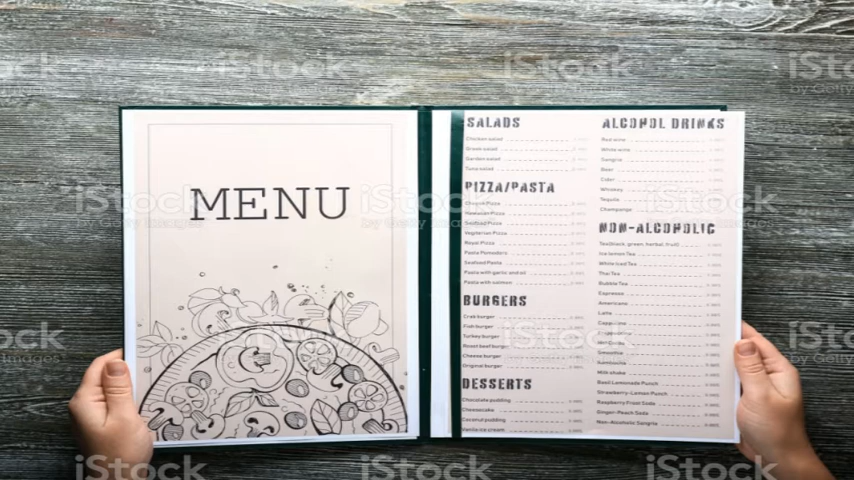 MENU
SALADS
Chicken salad
Greek salad
Garden salad
Tuna salad
PIZZA/PASTA
Cheese Pizza
Hawaiian Pizza
Seafood Pizza
Vegetarian Pizza
Royal Pizza
Pasta Pomodoro
Seafood Pasta
Pasta with garlic and oil
Pasta with salmon
BURGERS
Crab burger
Fish burger
Turkey burger
Roast beef burger
Cheese burger
Original burger
DESSERTS
Chocolate pudding
Cheesecake
Coconut pudding
Vanila ice cream
ALCOHOL DRINKS
Red wine
White wine
Sangria
Beer
Cider
Whiskey
Tequila
Champange
NON-ALCOHOLIC
Tea(black, green, herbal, fruit)
Ice lemon Tea
White Iced Tea
Thai Tea
Bubble Tea
Espresso
Americano
Latte
Smoothie
Milk shake
Basil Lemonade Punch
Strawberry-Lemon Punch
Raspberry Frost Soda
Ginger-Peach Soda
Non-Alcoholic Sangria
iStock
by Getty Images